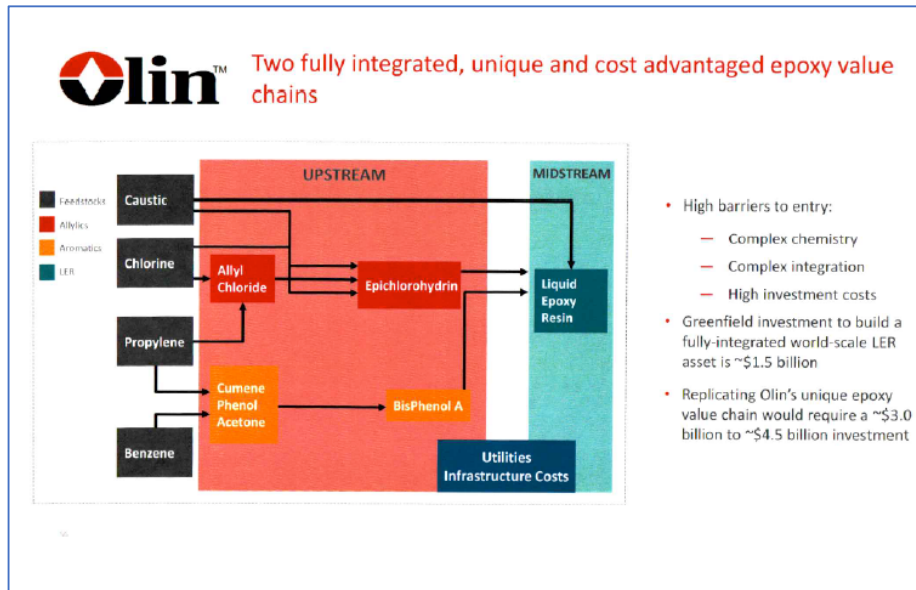 Olin™
Two fully integrated, unique and cost advantaged epoxy value
chains
UPSTREAM
MIDSTREAM
Feedstocks
Allylics
Aromatics
LER
Caustic
Chlorine
Propylene
Benzene
Allyl
Chloride
Epichlorohydrin
Cumene
Phenol
Acetone
BisPhenol A
Liquid
Epoxy
Resin
Utilities
Infrastructure Costs
• High barriers to entry:
— Complex chemistry
— Complex integration
— High investment costs
• Greenfield investment to build a
fully-integrated world-scale LER
asset is ~$1.5 billion
• Replicating Olin's unique epoxy
value chain would require a ~$3.0
billion to ~$4.5 billion investment